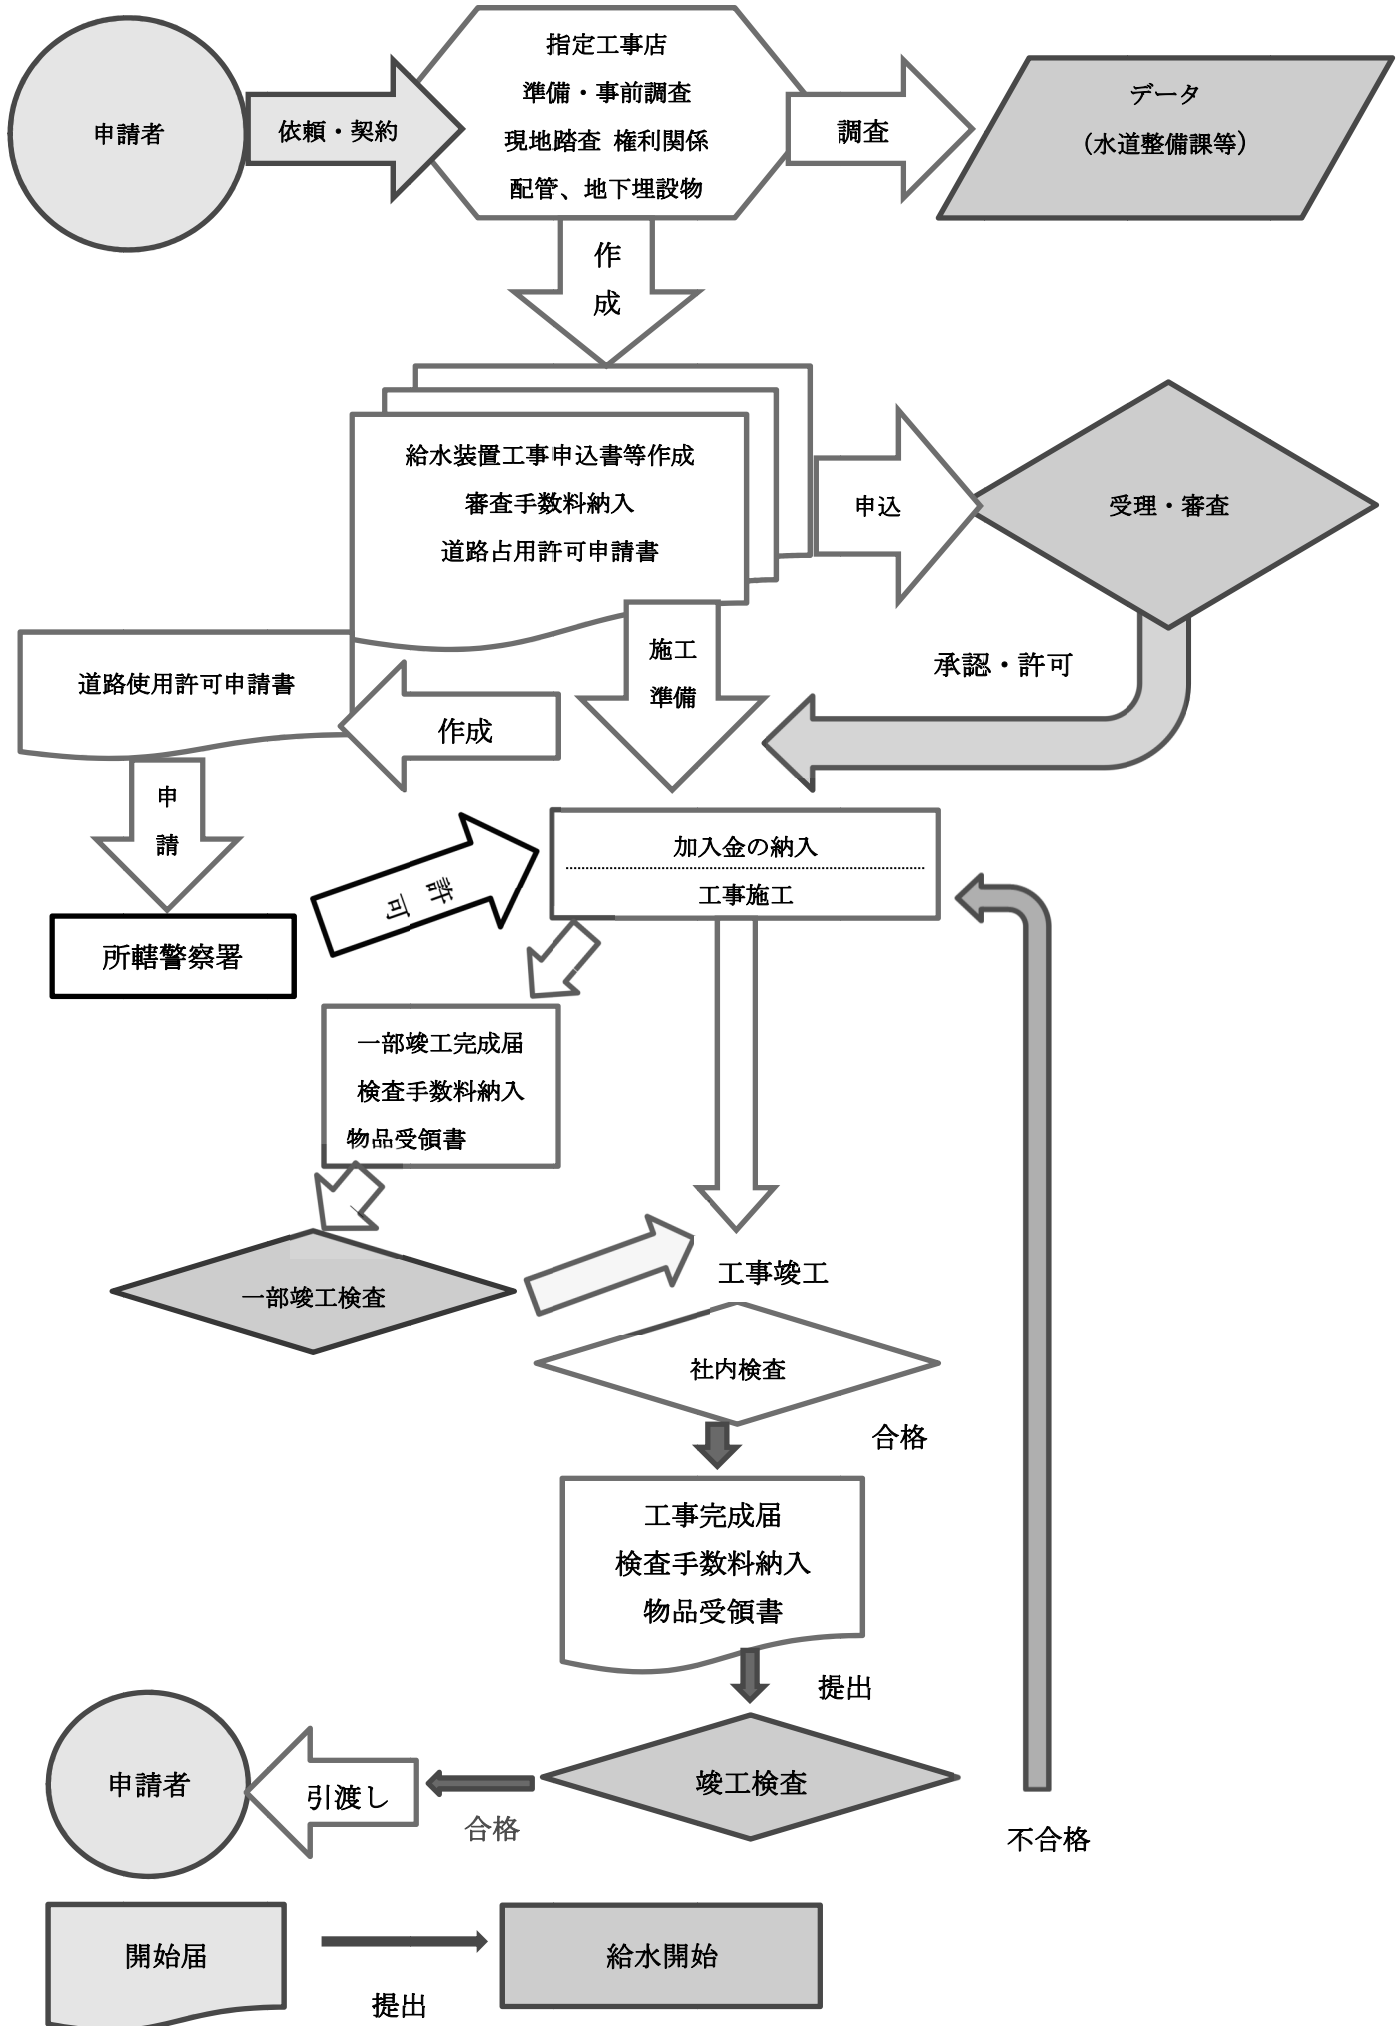 申請者
依頼・契約
指定工事店
準備・事前調査
現地踏査 権利関係
配管、地下埋設物
調査
データ
（水道整備課等）
作
成
給水装置工事申込書等作成
審査手数料納入
道路占用許可申請書
申込
受理・審査
承認・許可
施工
準備
道路使用許可申請書
作成
申
請
所轄警察署
許
可
加入金の納入
工事施工
一部竣工完成届
検査手数料納入
物品受領書
一部竣工検査
工事竣工
社内検査
合格
工事完成届
検査手数料納入
物品受領書
提出
竣工検査
合格
引渡し
申請者
不合格
開始届
提出
給水開始